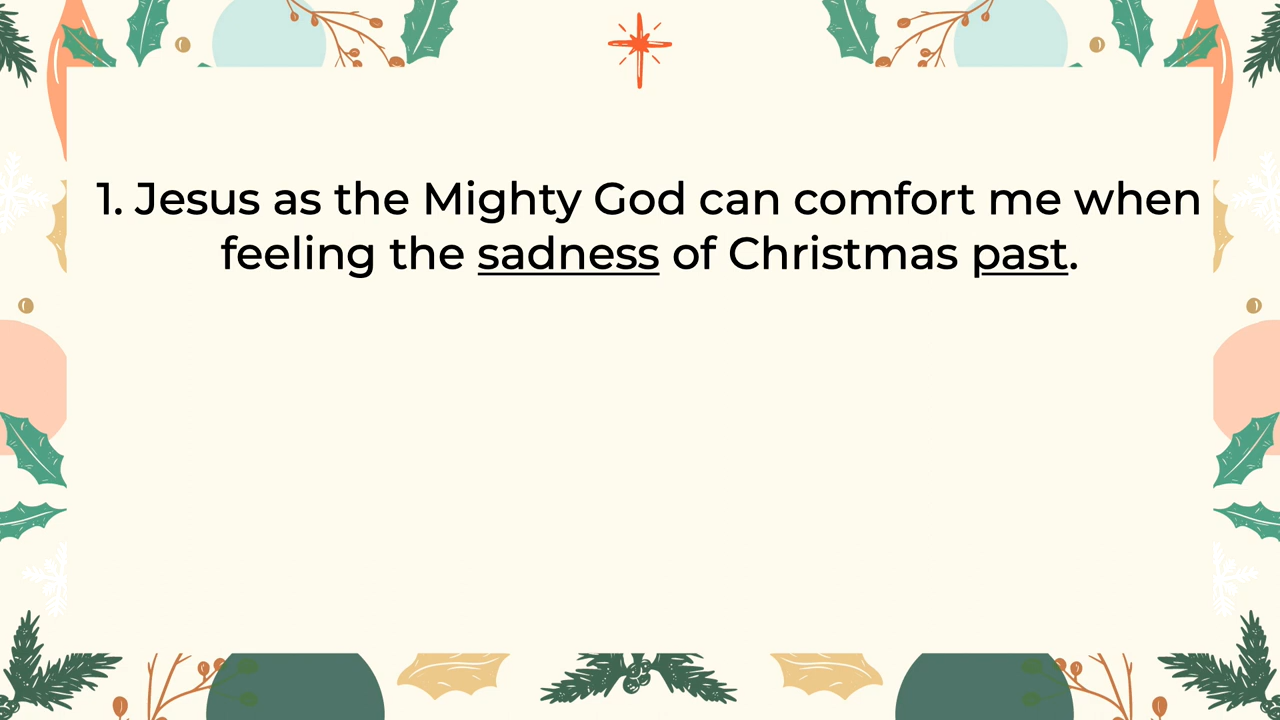 1. Jesus as the Mighty God can comfort me when
feeling the sadness of Christmas past.